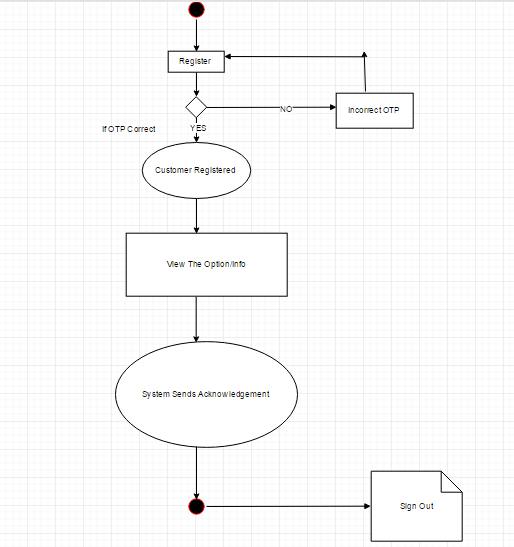 Register
NO
Incorrect OTP
If OTP Correct
YES
Customer Registered
View The Option/Info
System Sends Acknowledgement
Sign Out